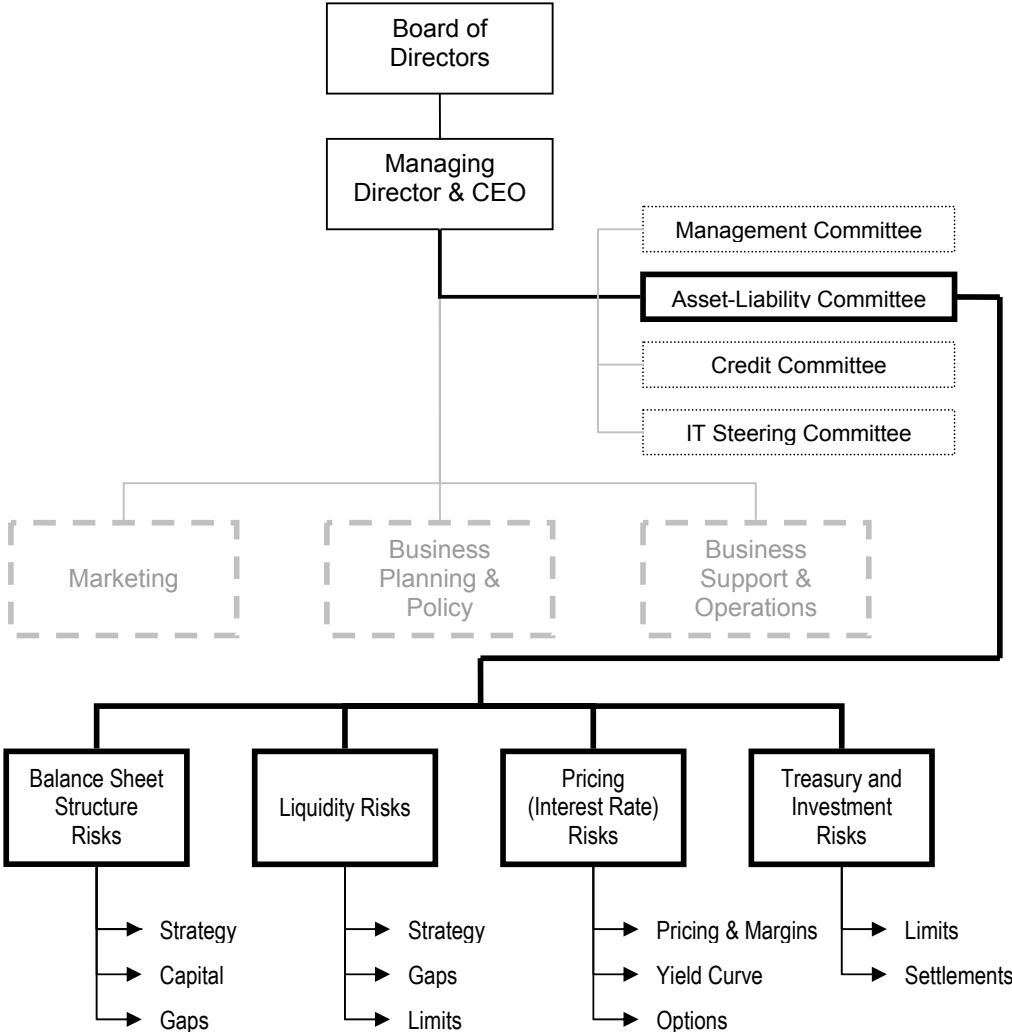 Board of
Directors
Managing
Director & CEO
Management Committee
Asset-Liability Committee
Credit Committee
IT Steering Committee
Marketing
Business
Planning &
Policy
Business
Support &
Operations
Balance Sheet
Structure
Risks
Liquidity Risks
Pricing
(Interest Rate)
Risks
Treasury and
Investment
Risks
Strategy
Capital
Gaps
Strategy
Gaps
Limits
Pricing & Margins
Yield Curve
Options
Limits
Settlements